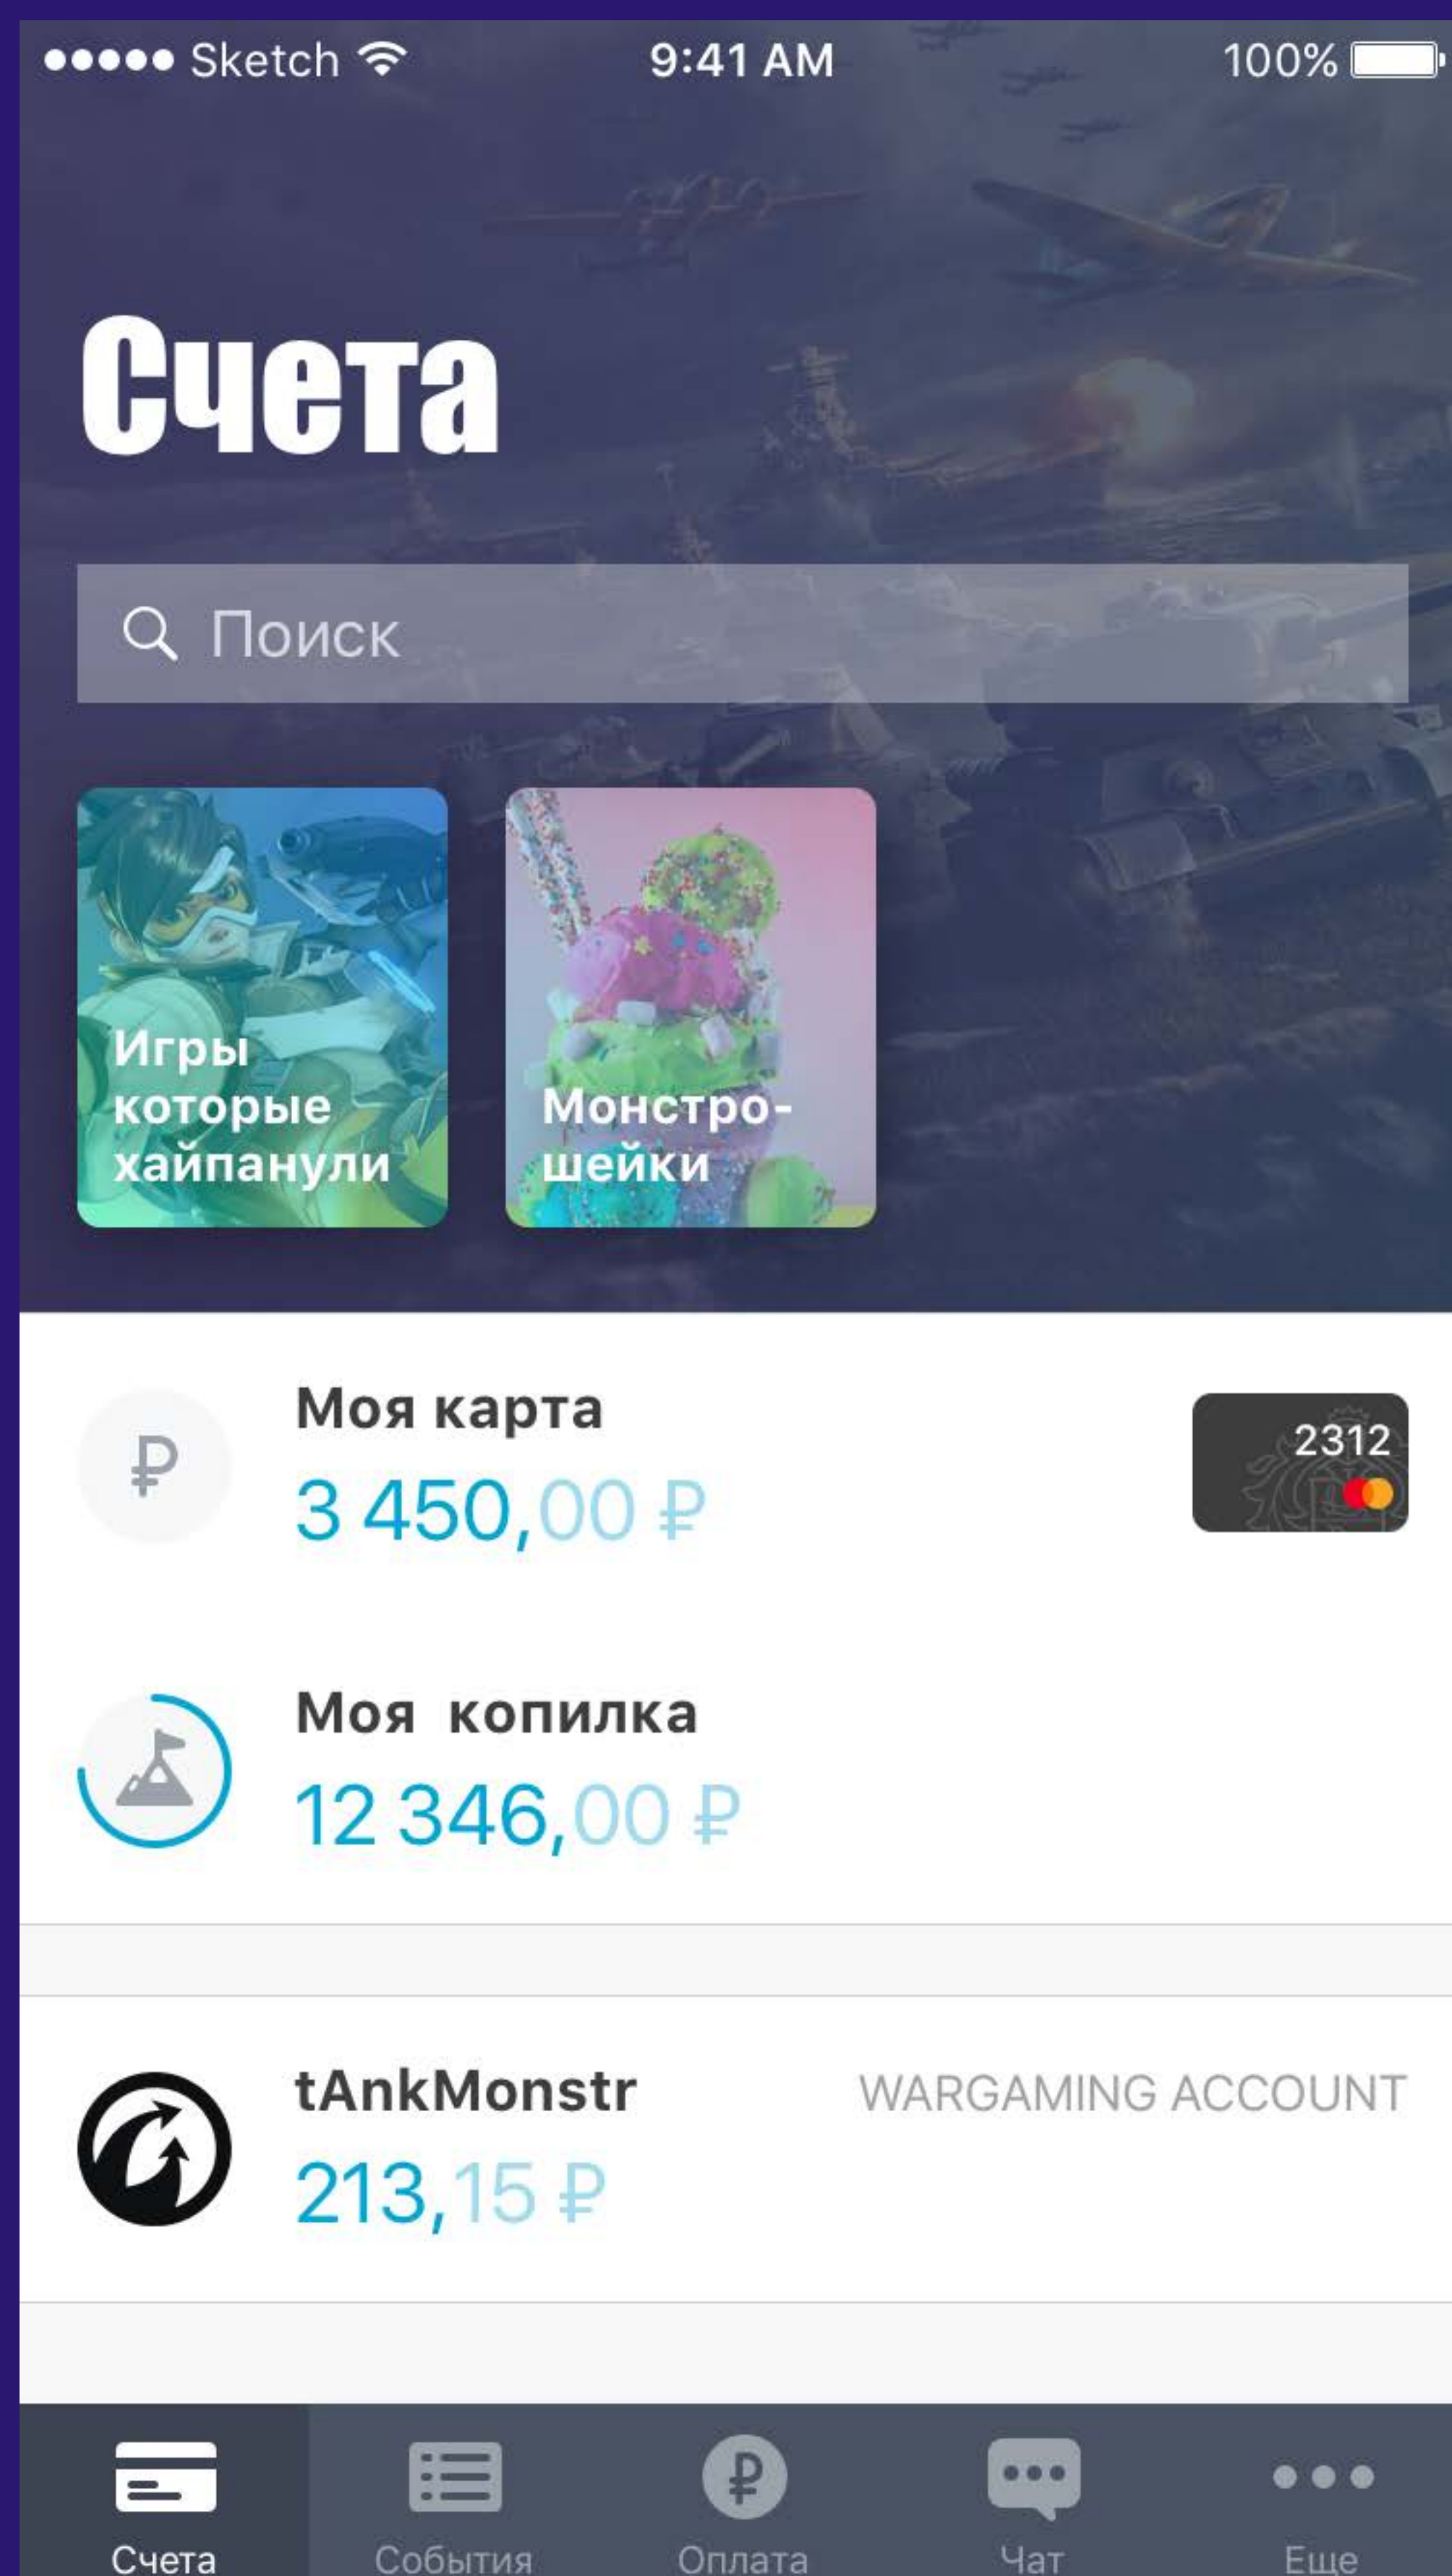 Sketch 9:41 AM 100%
Счета
Поиск
Игры
которые
хайпанули
Монстро-
шейки
Моя карта
3 450,00 ₽
2312
Моя копилка
12 346,00 ₽
tAnkMonstr
WARGAMING ACCOUNT
213,15 ₽
Счета События Оплата Чат Еще